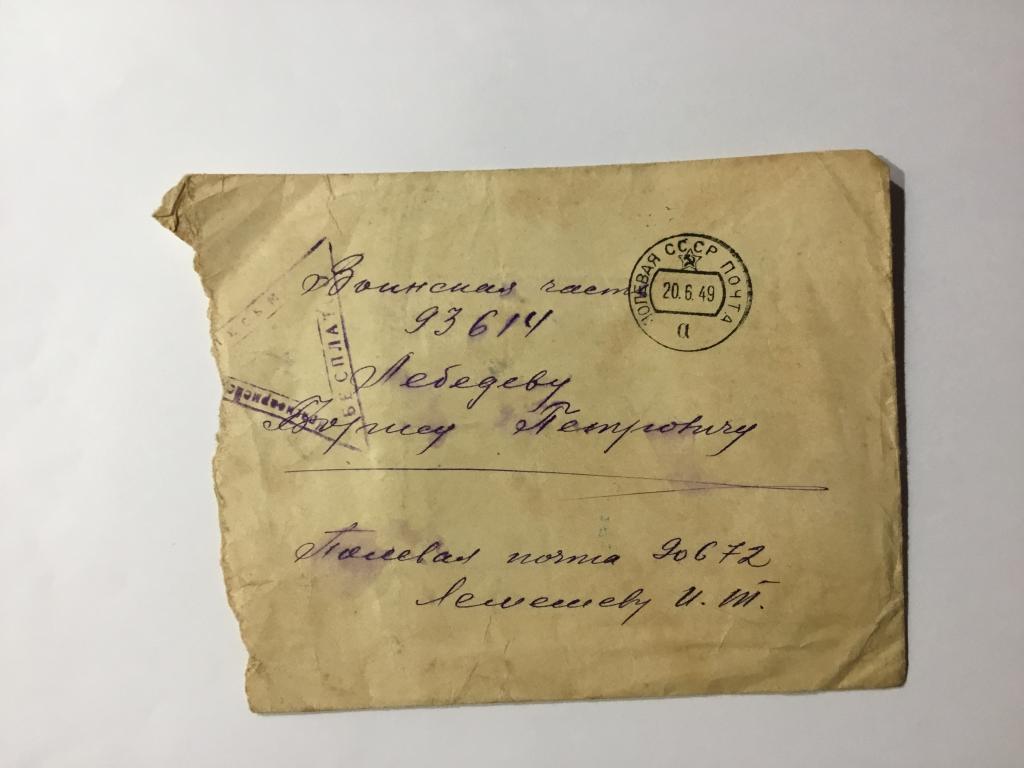 ПОЛЕВАЯ СССР ПОЧТА
20.6.49
а
БЕСПЛАТ
Воинская часть
93614
Лебедеву
Борису Петровичу
Полевая почта 90672
Лемешеву И. Т.